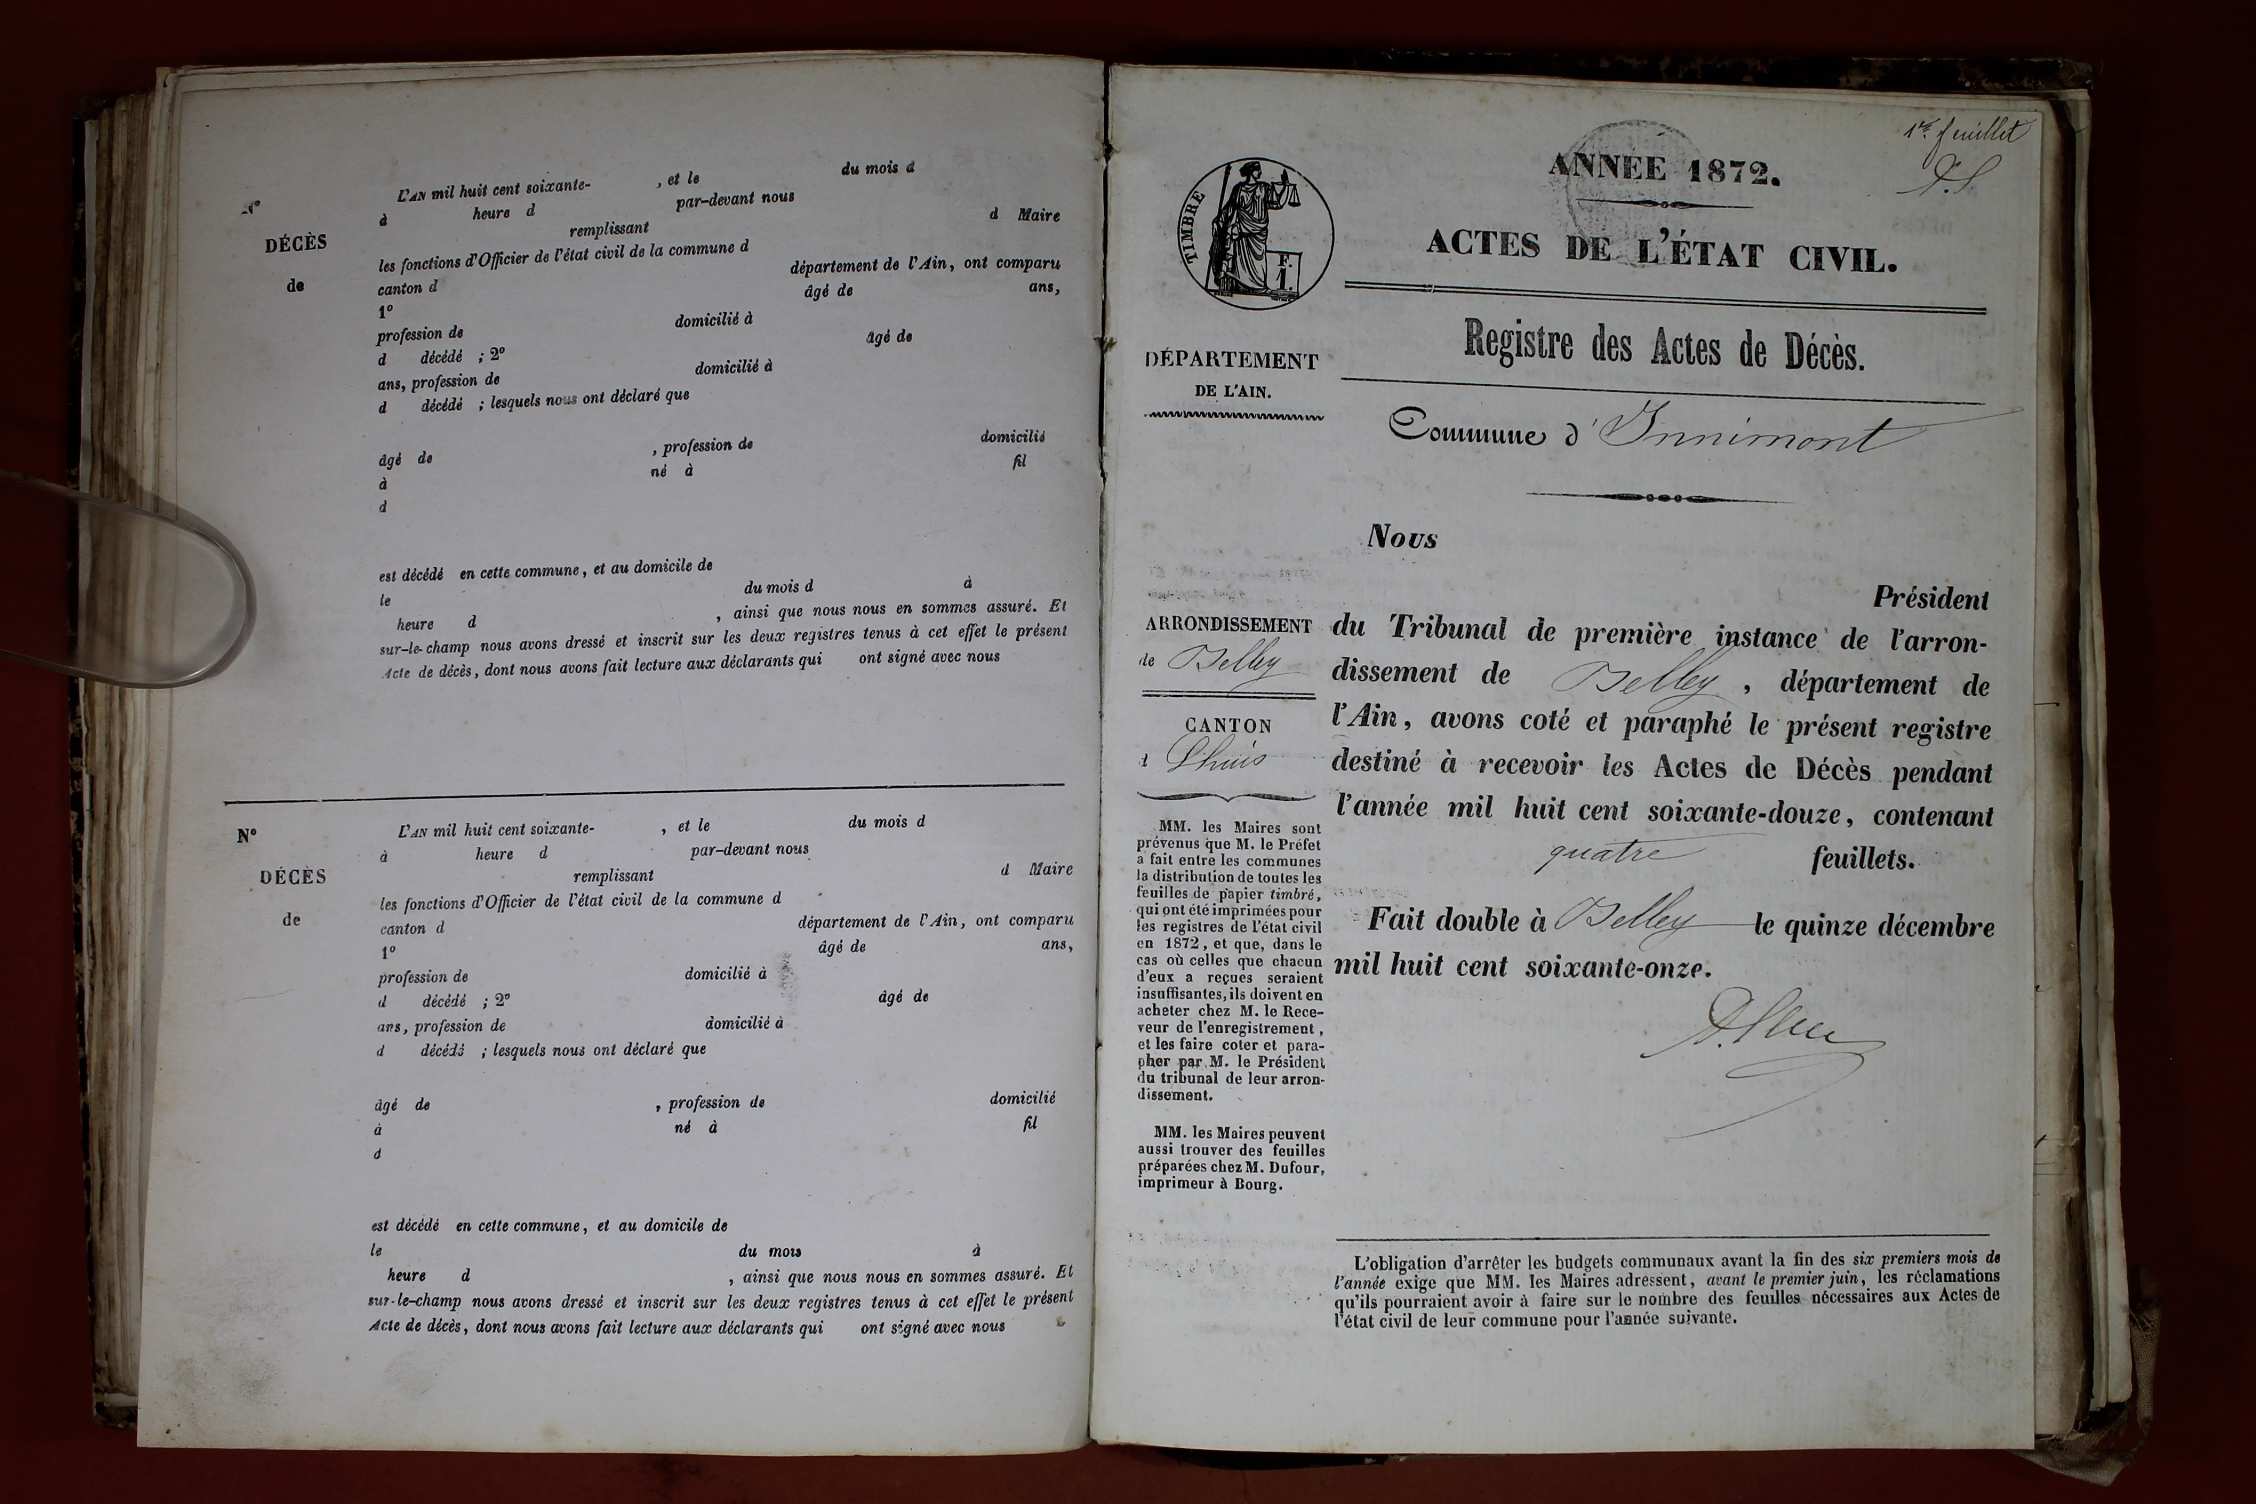 N°
DÉCÈS
de
L'AN mil huit cent soixante- , et le du mois d
à heure d par-devant nous
remplissant d Maire
les fonctions d'Officier de l'état civil de la commune d
canton d département de l'Ain, ont comparu
1° âgé de ans,
profession de domicilié à
d décédé ; 2° âgé de
ans, profession de domicilié à
d décédé ; lesquels nous ont déclaré que
âgé de , profession de domicilié
à né à fil
d
est décédé en cette commune, et au domicile de
le du mois d à
heure d , ainsi que nous nous en sommes assuré. Et
sur-le-champ nous avons dressé et inscrit sur les deux registres tenus à cet effet le présent
Acte de décès, dont nous avons fait lecture aux déclarants qui ont signé avec nous
N°
DÉCÈS
de
L'AN mil huit cent soixante- , et le du mois d
à heure d par-devant nous
remplissant d Maire
les fonctions d'Officier de l'état civil de la commune d
canton d département de l'Ain, ont comparu
1° âgé de ans,
profession de domicilié à
d décédé ; 2° âgé de
ans, profession de domicilié à
d décédé ; lesquels nous ont déclaré que
âgé de , profession de domicilié
à né à fil
d
est décédé en cette commune, et au domicile de
le du mois à
heure d , ainsi que nous nous en sommes assuré. Et
sur-le-champ nous avons dressé et inscrit sur les deux registres tenus à cet effet le présent
Acte de décès, dont nous avons fait lecture aux déclarants qui ont signé avec nous
1er feuillet
A.S
TIMBRE
F.
1.
ANNÉE 1872.
ACTES DE L'ÉTAT CIVIL.
Registre des Actes de Décès.
DÉPARTEMENT
DE L'AIN.
Commune d'Innimont
ARRONDISSEMENT
de Belley
CANTON
d Lhuis
MM. les Maires sont
prévenus que M. le Préfet
a fait entre les communes
la distribution de toutes les
feuilles de papier timbré,
qui ont été imprimées pour
les registres de l'état civil
en 1872, et que, dans le
cas où celles que chacun
d'eux a reçues seraient
insuffisantes, ils doivent en
acheter chez M. le Rece-
veur de l'enregistrement,
et les faire coter et para-
pher par M. le Président
du tribunal de leur arron-
dissement.
MM. les Maires peuvent
aussi trouver des feuilles
préparées chez M. Dufour,
imprimeur à Bourg.
Nous
Président
du Tribunal de première instance de l'arron-
dissement de Belley, département de
l'Ain, avons coté et paraphé le présent registre
destiné à recevoir les Actes de Décès pendant
l'année mil huit cent soixante-douze, contenant
quatre feuillets.
Fait double à Belley le quinze décembre
mil huit cent soixante-onze.
L'obligation d'arrêter les budgets communaux avant la fin des six premiers mois de
l'année exige que MM. les Maires adressent, avant le premier juin, les réclamations
qu'ils pourraient avoir à faire sur le nombre des feuilles nécessaires aux Actes de
l'état civil de leur commune pour l'année suivante.